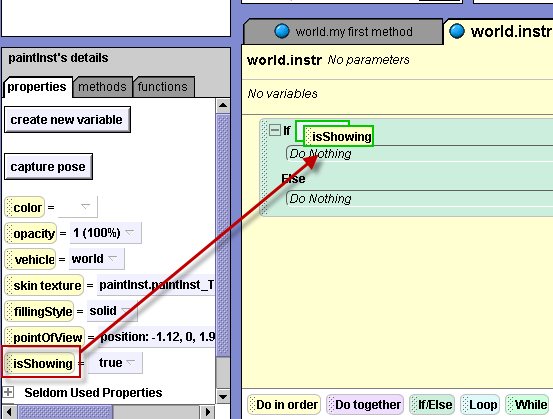 paintInst's details
properties methods functions
create new variable
capture pose
color =
opacity = 1 (100%)
vehicle = world
skin texture = paintInst.paintInst_T
fillingStyle = solid
pointOfView = position: -1.12, 0, 1.9
isShowing = true
Seldom Used Properties
world.my first method world.instr
world.instr No parameters
No variables
If isShowing
Do Nothing
Else
Do Nothing
Do in order Do together If/Else Loop While